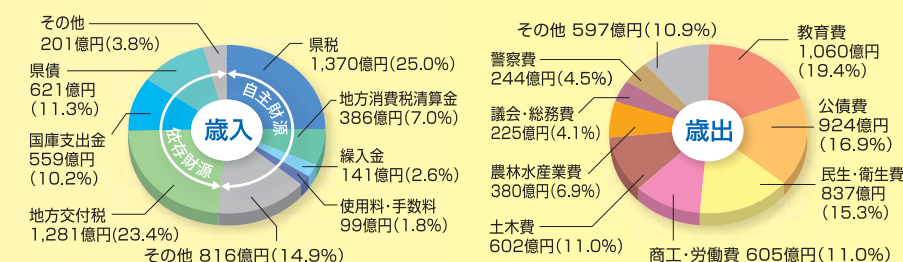 その他
201億円(3.8%)
県債
621億円
(11.3%)
国庫支出金
559億円
(10.2%)
地方交付税
1,281億円(23.4%)
その他 816億円(14.9%)
県税
1,370億円(25.0%)
地方消費税清算金
386億円(7.0%)
繰入金
141億円(2.6%)
使用料・手数料
99億円(1.8%)
自主財源
依存財源
歳入
その他 597億円(10.9%)
警察費
244億円(4.5%)
議会・総務費
225億円(4.1%)
農林水産業費
380億円(6.9%)
土木費
602億円(11.0%)
商工・労働費 605億円(11.0%)
教育費
1,060億円
(19.4%)
公債費
924億円
(16.9%)
民生・衛生費
837億円
(15.3%)
歳出